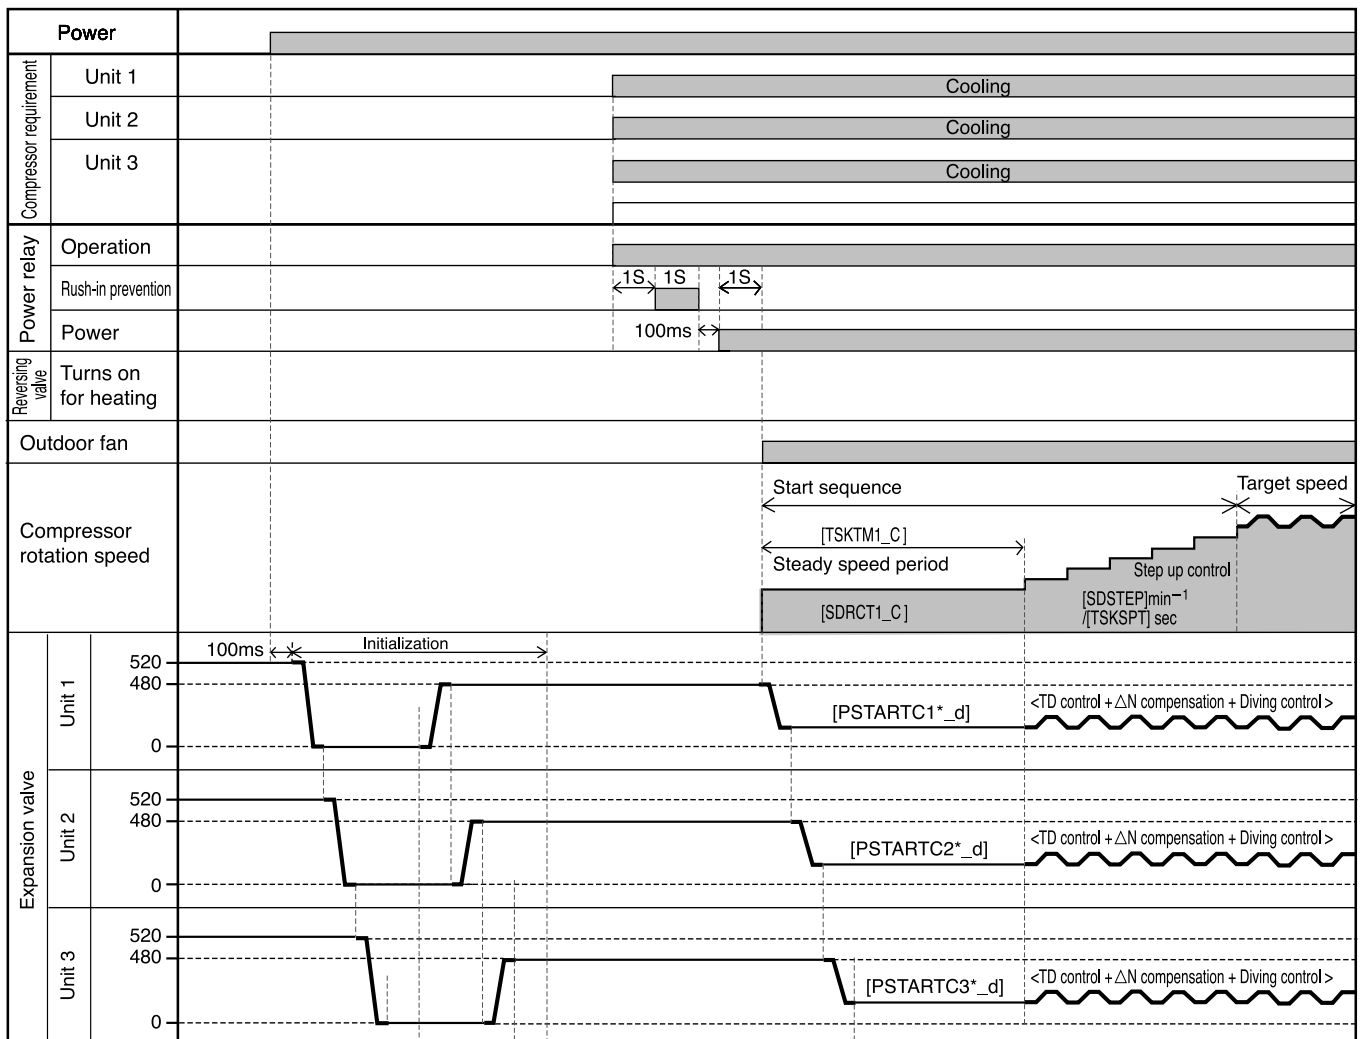 Power
Compressor requirement
Unit 1
Cooling
Unit 2
Cooling
Unit 3
Cooling
Power relay
Operation
Rush-in prevention
1S
1S
1S
Power
100ms
Reversing
valve
Turns on
for heating
Outdoor fan
Compressor
rotation speed
Start sequence
Target speed
[TSKTM1_C]
Steady speed period
Step up control
[SDRCT1_C]
[SDSTEP]min⁻¹
/[TSKSPT] sec
Expansion valve
Unit 1
100ms
Initialization
520
480
0
[PSTARTC1*_d]
<TD control +△N compensation + Diving control>
Unit 2
520
480
0
[PSTARTC2*_d]
<TD control +△N compensation + Diving control>
Unit 3
520
480
0
[PSTARTC3*_d]
<TD control +△N compensation + Diving control>